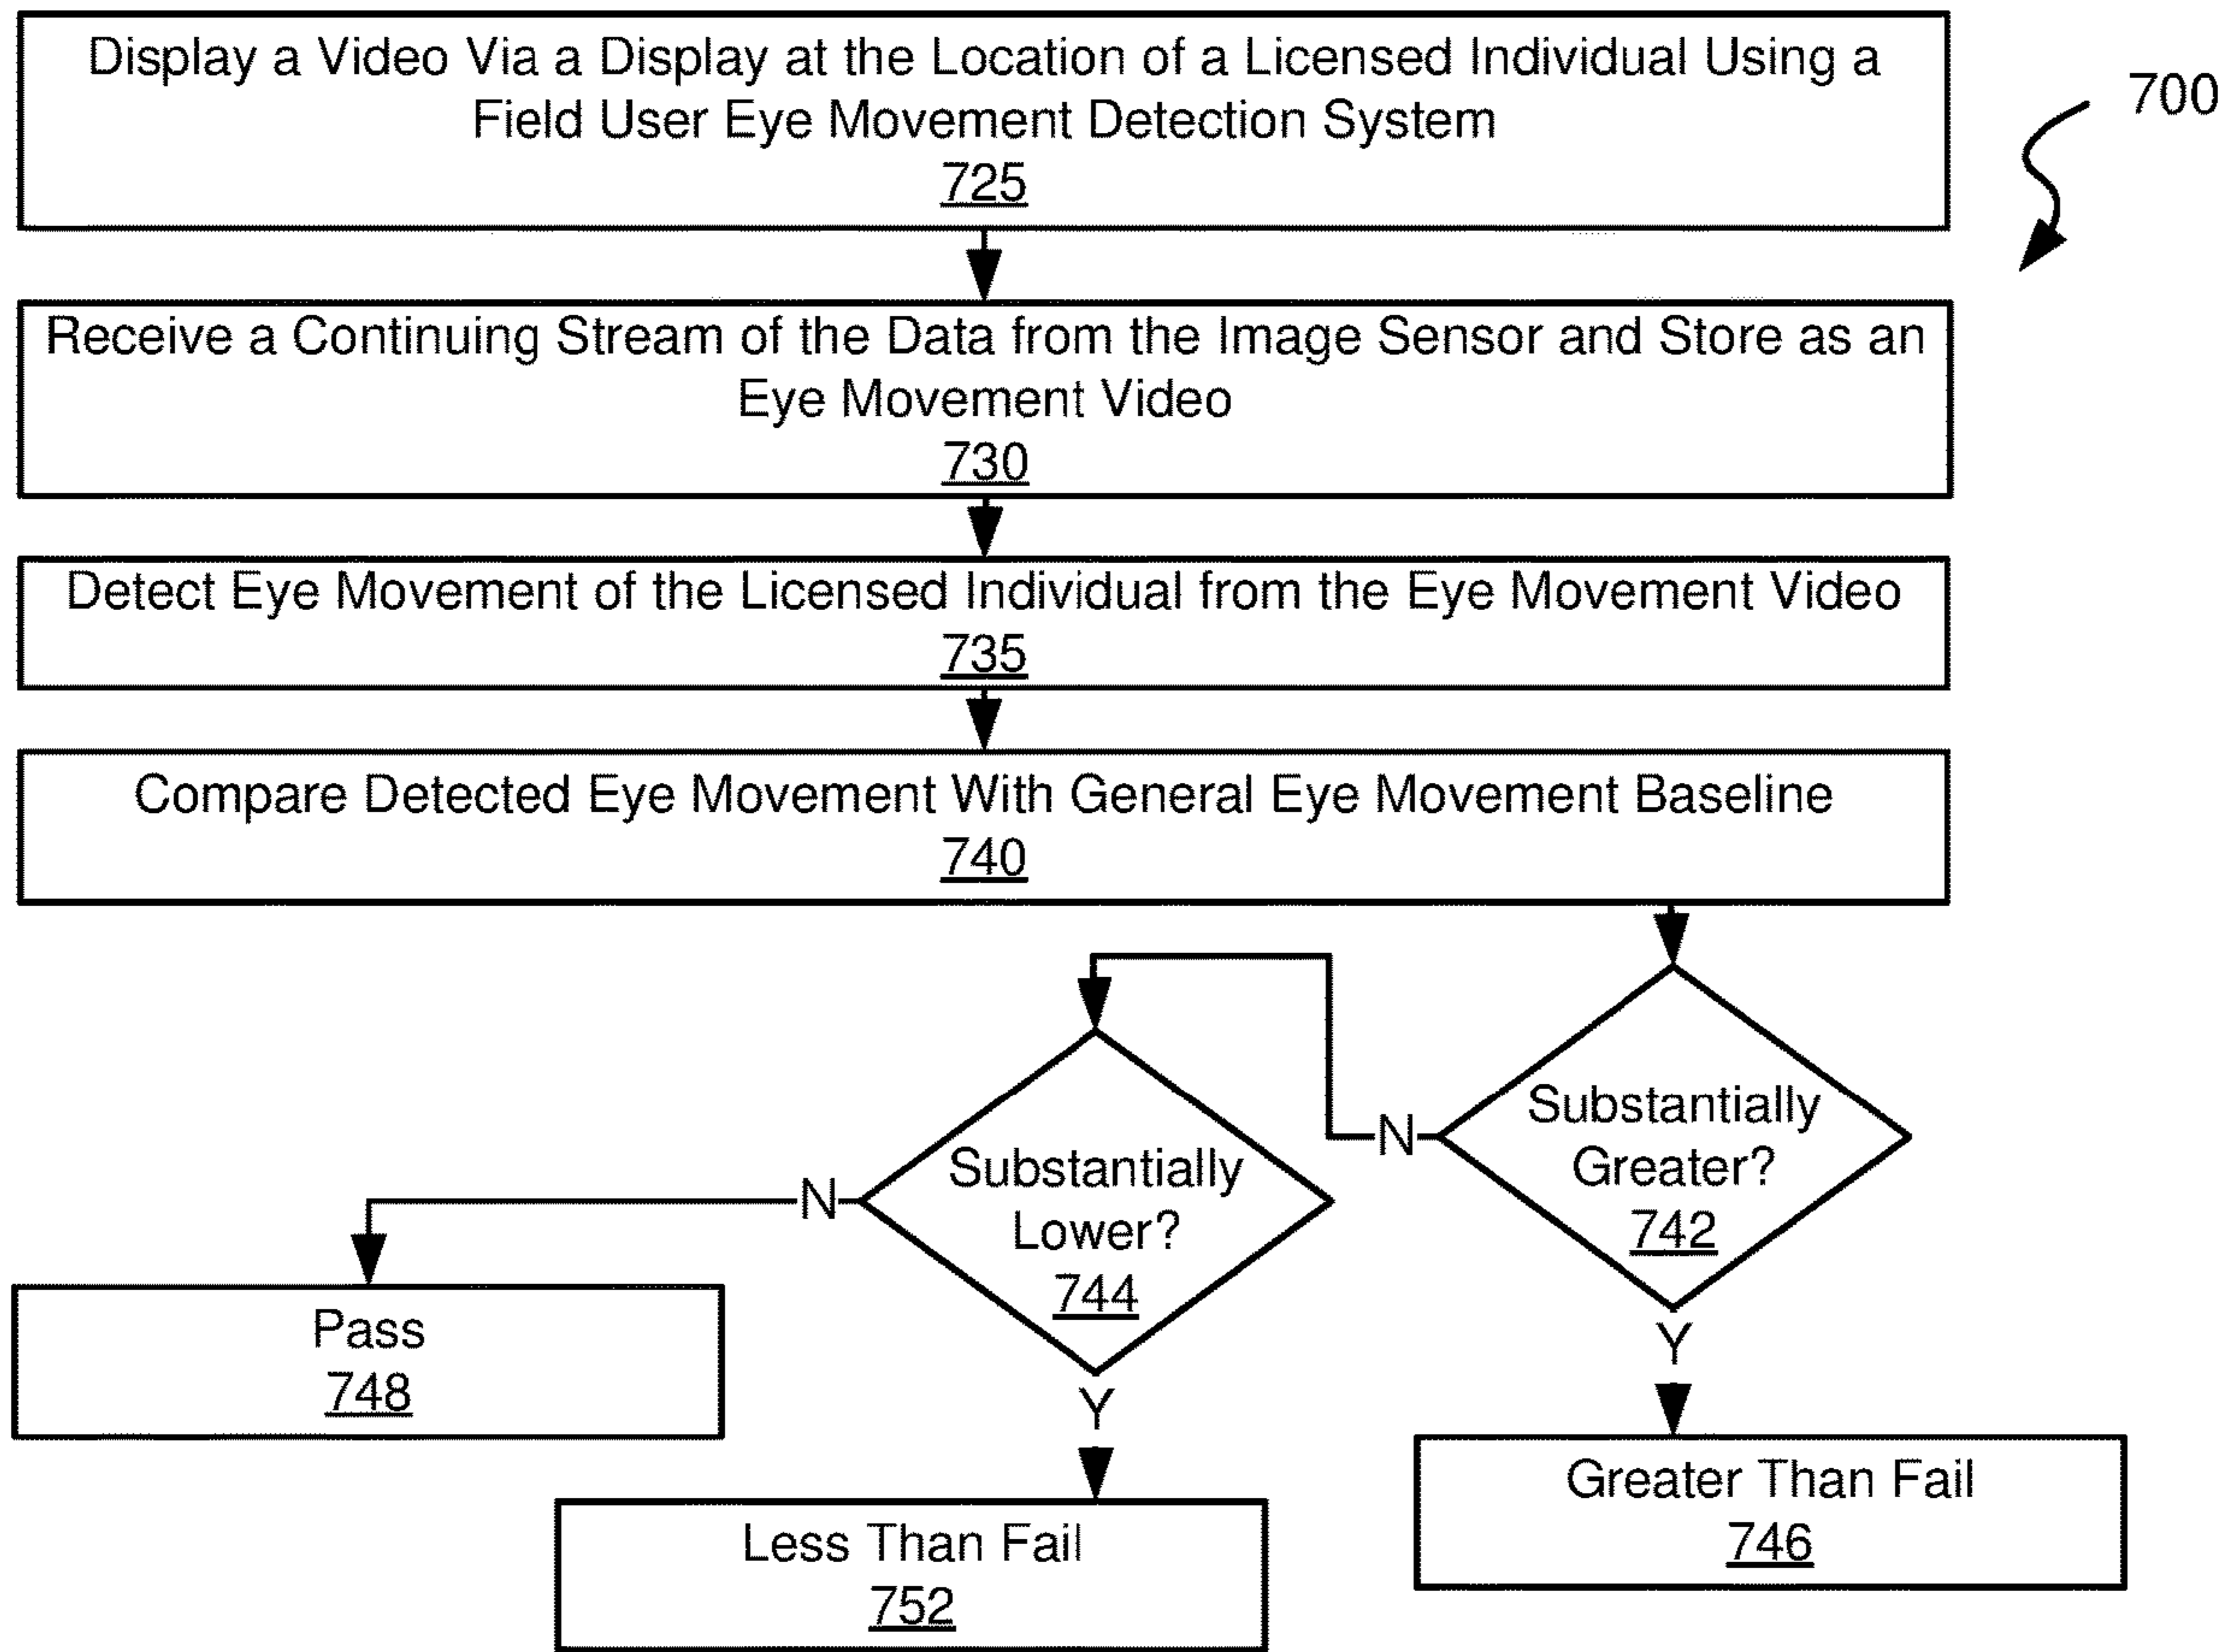 Display a Video Via a Display at the Location of a Licensed Individual Using a
Field User Eye Movement Detection System
725
700
Receive a Continuing Stream of the Data from the Image Sensor and Store as an
Eye Movement Video
730
Detect Eye Movement of the Licensed Individual from the Eye Movement Video
735
Compare Detected Eye Movement With General Eye Movement Baseline
740
Substantially
Greater?
742
N
Y
Substantially
Lower?
744
N
Y
Pass
748
Greater Than Fail
746
Less Than Fail
752